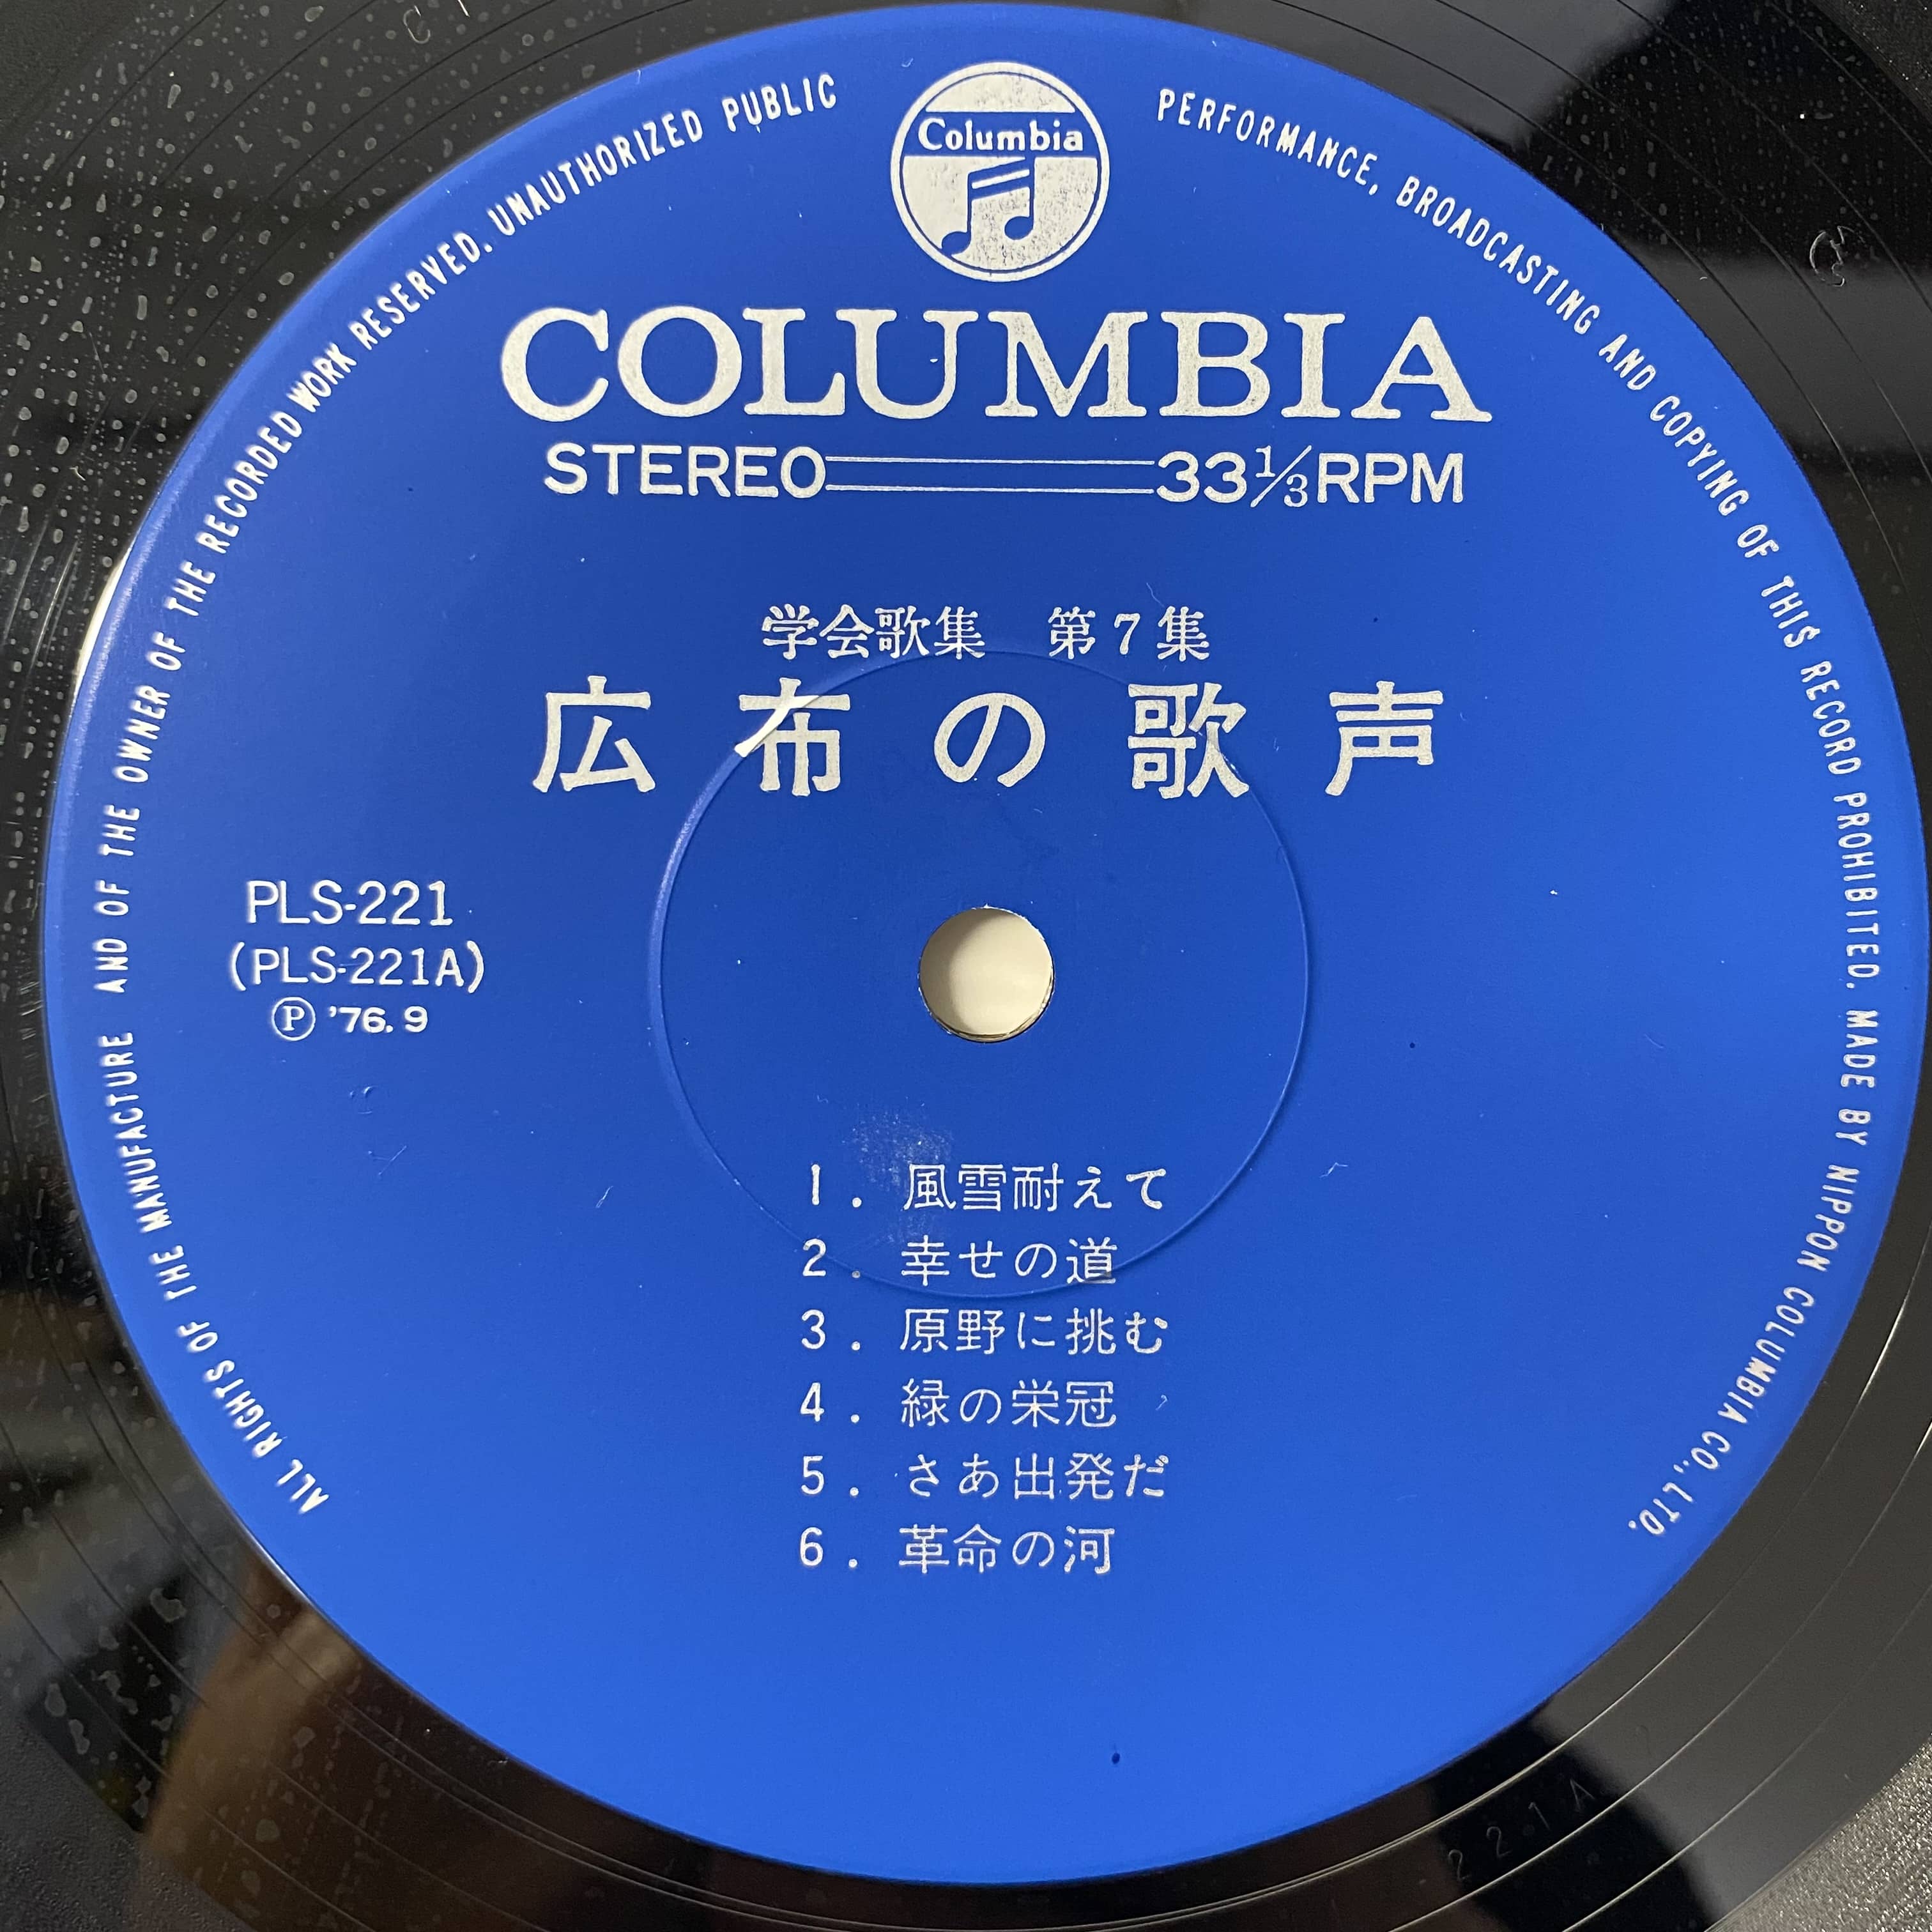 ALL RIGHTS OF THE MANUFACTURE AND OF THE OWNER OF THE RECORDED WORK RESERVED. UNAUTHORIZED PUBLIC PERFORMANCE, BROADCASTING AND COPYING OF THIS RECORD PROHIBITED. MADE BY NIPPON COLUMBIA CO., LTD.
Columbia
COLUMBIA
STEREO 33⅓RPM
学会歌集 第7集
広布の歌声
PLS-221
(PLS-221A)
Ⓟ '76.9
1. 風雪耐えて
2. 幸せの道
3. 原野に挑む
4. 緑の栄冠
5. さあ出発だ
6. 革命の河
221A